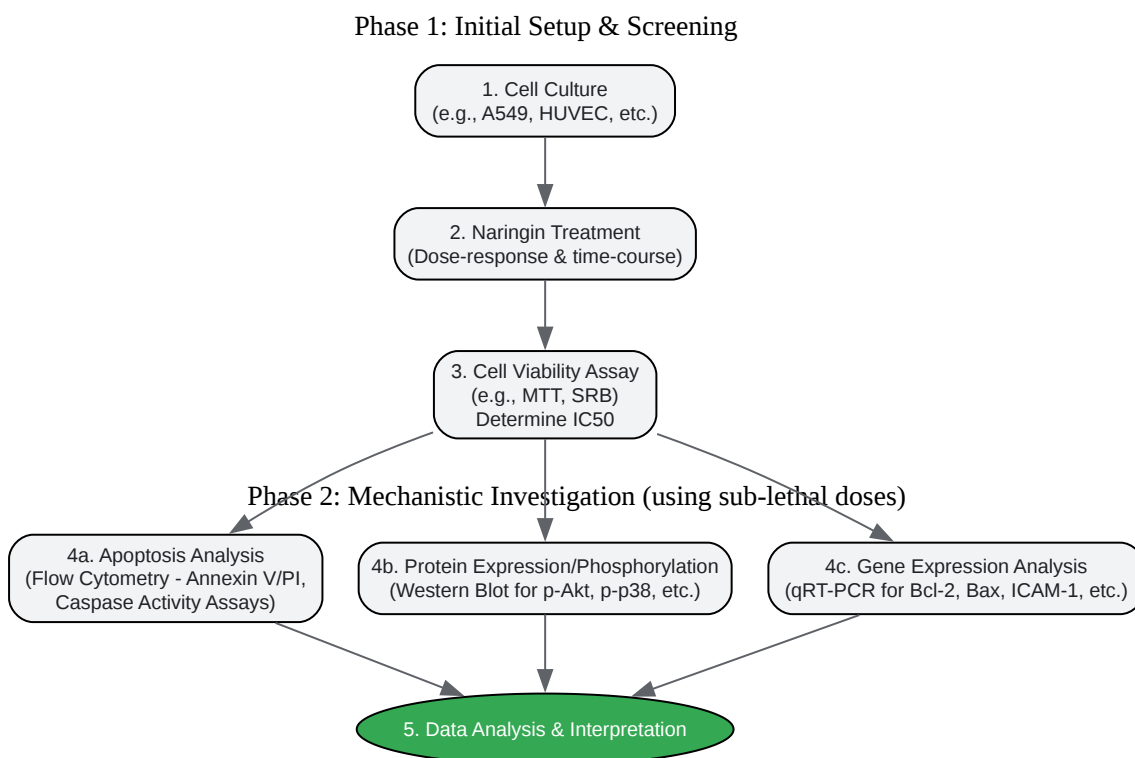 Phase 1: Initial Setup & Screening
1. Cell Culture
(e.g., A549, HUVEC, etc.)
2. Naringin Treatment
(Dose-response & time-course)
3. Cell Viability Assay
(e.g., MTT, SRB)
Determine IC50
Phase 2: Mechanistic Investigation (using sub-lethal doses)
4a. Apoptosis Analysis
(Flow Cytometry - Annexin V/PI,
Caspase Activity Assays)
4b. Protein Expression/Phosphorylation
(Western Blot for p-Akt, p-p38, etc.)
4c. Gene Expression Analysis
(qRT-PCR for Bcl-2, Bax, ICAM-1, etc.)
5. Data Analysis & Interpretation